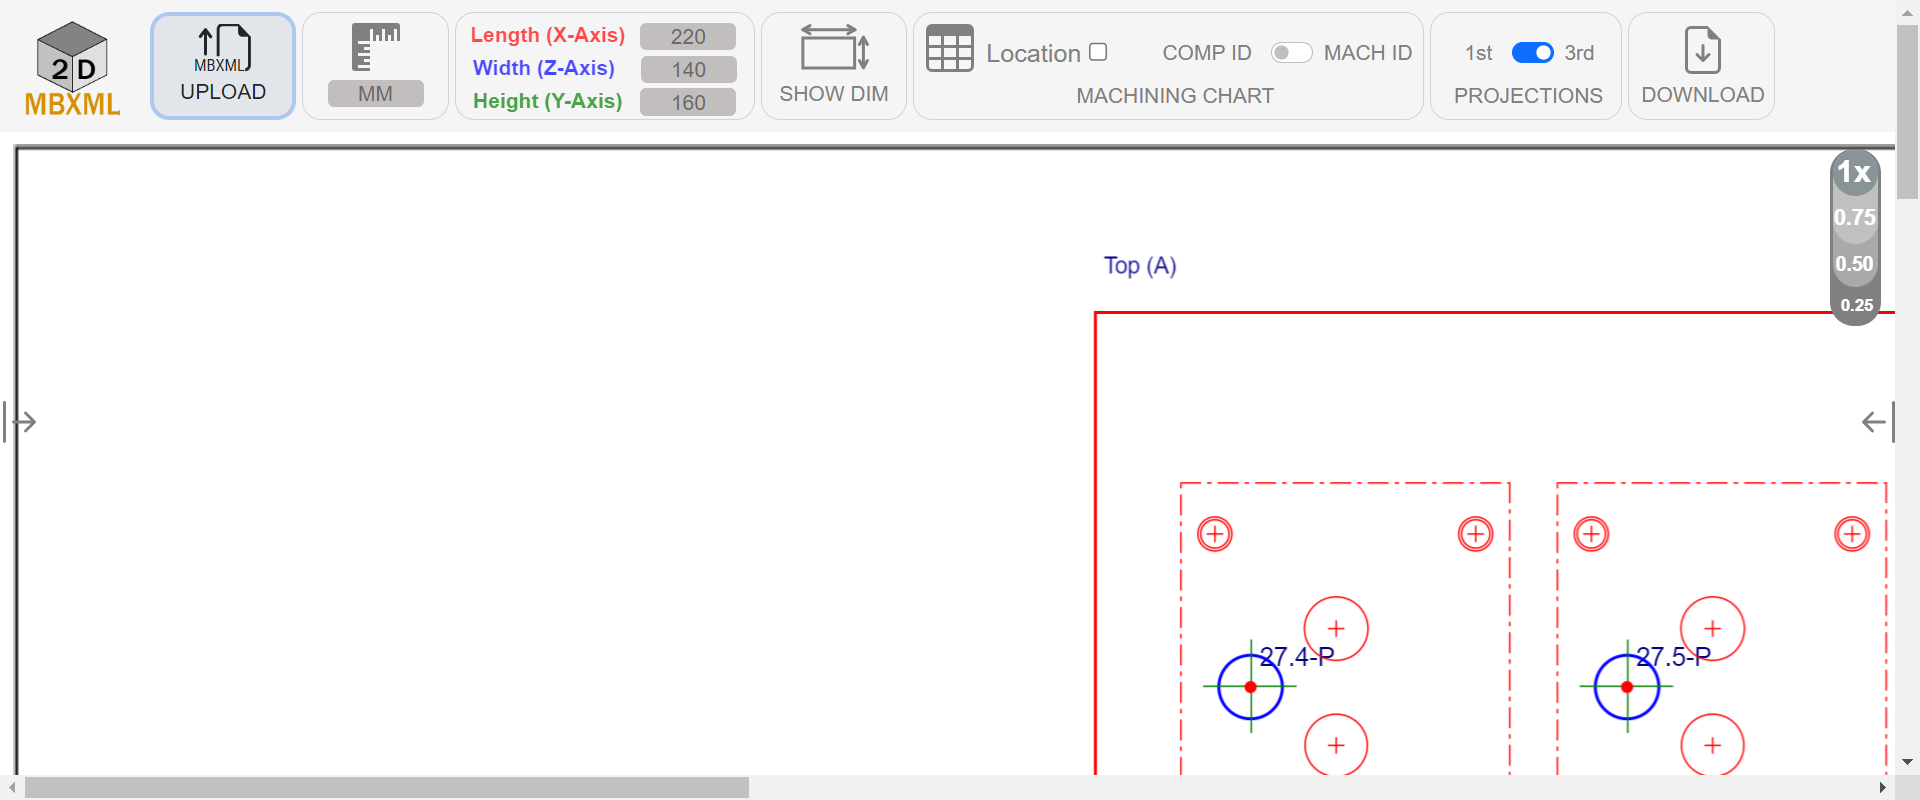 2 D
MBXML
MBXML
UPLOAD
MM
Length (X-Axis) 220
Width (Z-Axis) 140
Height (Y-Axis) 160
SHOW DIM
Location
COMP ID MACH ID
MACHINING CHART
1st 3rd
PROJECTIONS
DOWNLOAD
1x
0.75
0.50
0.25
Top (A)
27.4-P
27.5-P